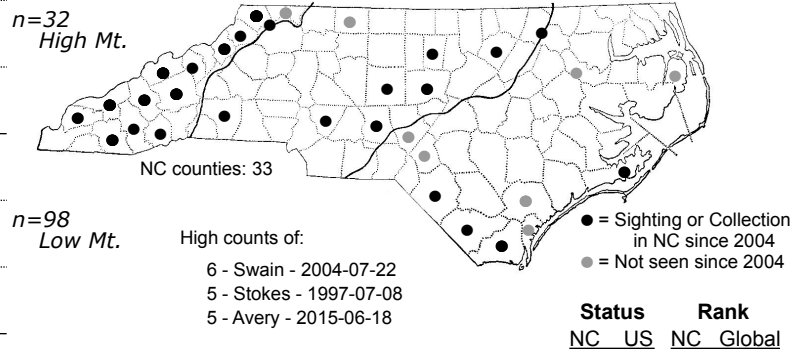 n=32
High Mt.
NC counties: 33
n=98
Low Mt.
High counts of:
6 - Swain - 2004-07-22
5 - Stokes - 1997-07-08
5 - Avery - 2015-06-18
= Sighting or Collection
in NC since 2004
= Not seen since 2004
Status Rank
NC US NC Global